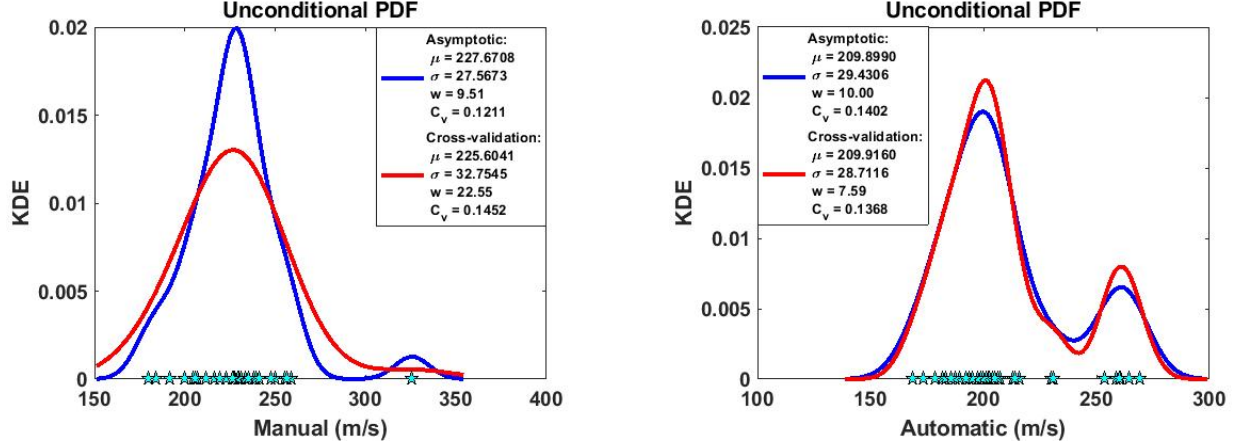 Unconditional PDF
0.02
0.015
0.01
0.005
0
150
200
250
300
350
400
KDE
Manual (m/s)
Asymptotic:
μ = 227.6708
σ = 27.5673
w = 9.51
C_v = 0.1211
Cross-validation:
μ = 225.6041
σ = 32.7545
w = 22.55
C_v = 0.1452
Unconditional PDF
0.025
0.02
0.015
0.01
0.005
0
100
150
200
250
300
KDE
Automatic (m/s)
Asymptotic:
μ = 209.8990
σ = 29.4306
w = 10.00
C_v = 0.1402
Cross-validation:
μ = 209.9160
σ = 28.7116
w = 7.59
C_v = 0.1368